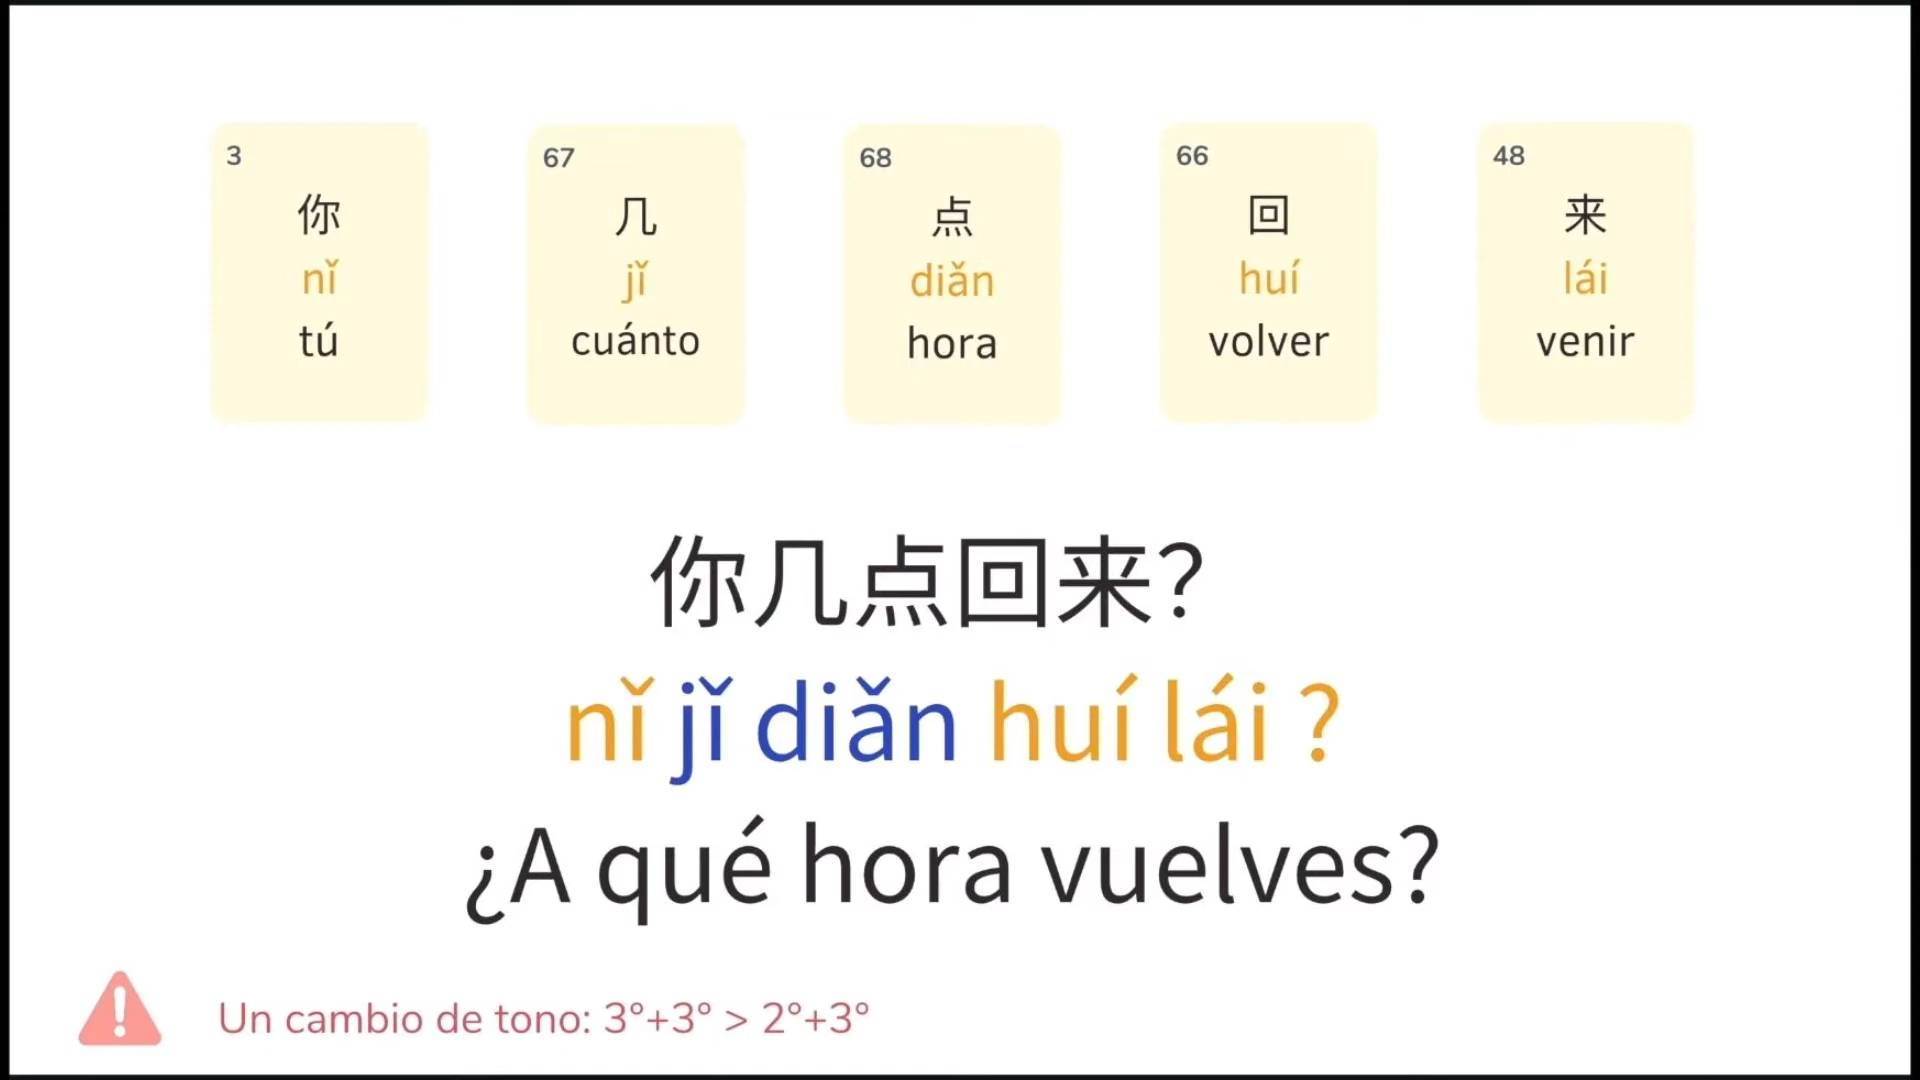 3
你
nǐ
tú
67
几
jǐ
cuánto
68
点
diǎn
hora
66
回
huí
volver
48
来
lái
venir
你几点回来？
nǐ jǐ diǎn huí lái ?
¿A qué hora vuelves?
Un cambio de tono: 3°+3° > 2°+3°